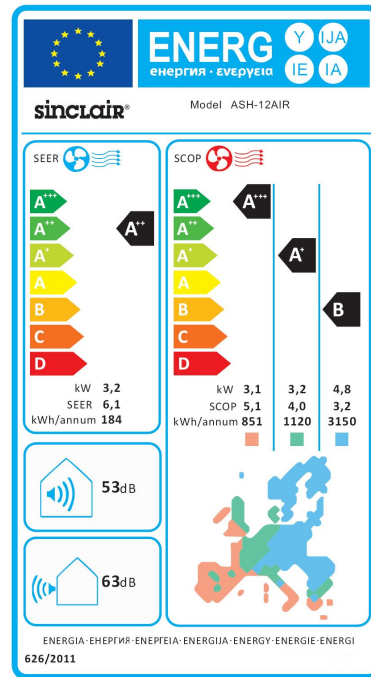 ENERG
енергия · ενεργεια
Y IJA
IE IA
sinclair®
Model ASH-12AIR
SEER
A+++
A++
A+
A
B
C
D
A++
kW 3,2
SEER 6,1
kWh/annum 184
SCOP
A+++
A++
A+
A
B
C
D
A+++
A+
B
kW 3,1 3,2 4,8
SCOP 5,1 4,0 3,2
kWh/annum 851 1120 3150
53dB
63dB
ENERGIA·ЕНЕРГИЯ·ΕΝΕΡΓΕΙΑ·ENERGIJA·ENERGY·ENERGIE·ENERGI
626/2011